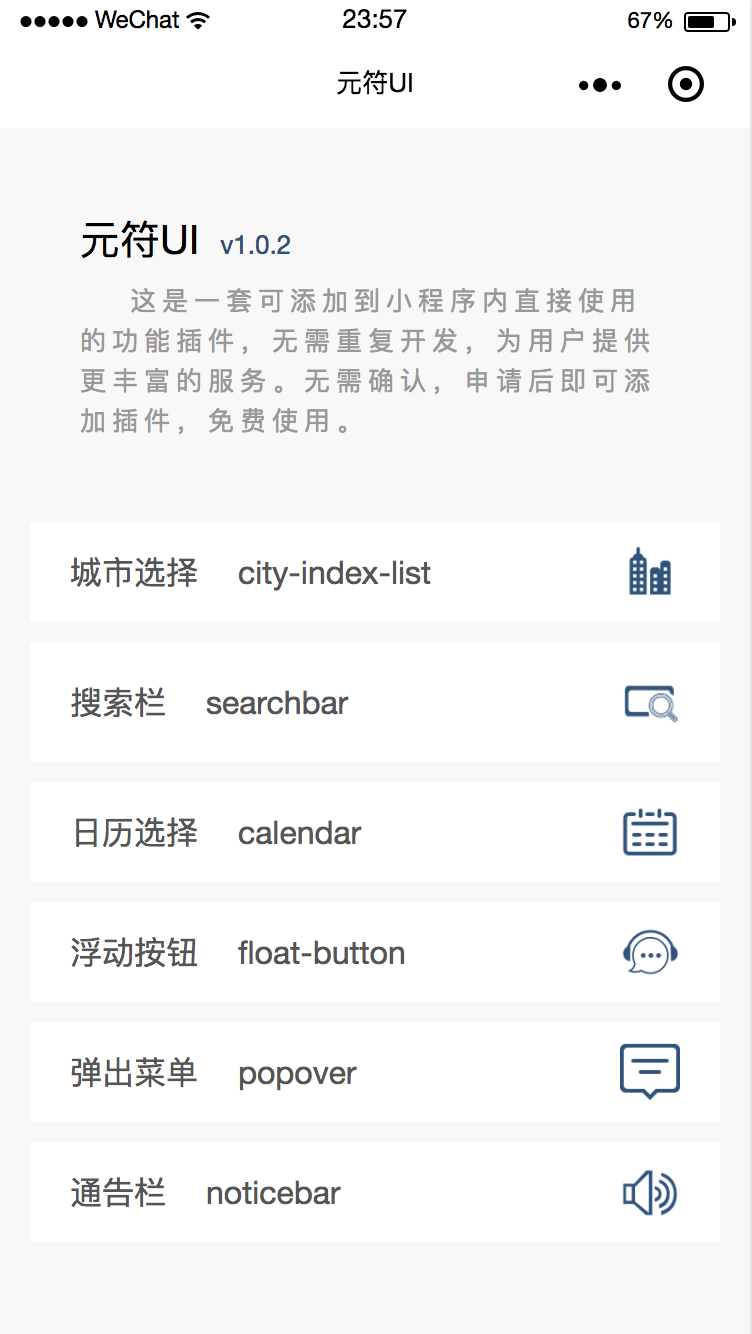 WeChat 23:57 67%
元符UI
元符UI v1.0.2
这是一套可添加到小程序内直接使用
的功能插件，无需重复开发，为用户提供
更丰富的服务。无需确认，申请后即可添
加插件，免费使用。
城市选择 city-index-list
搜索栏 searchbar
日历选择 calendar
浮动按钮 float-button
弹出菜单 popover
通告栏 noticebar